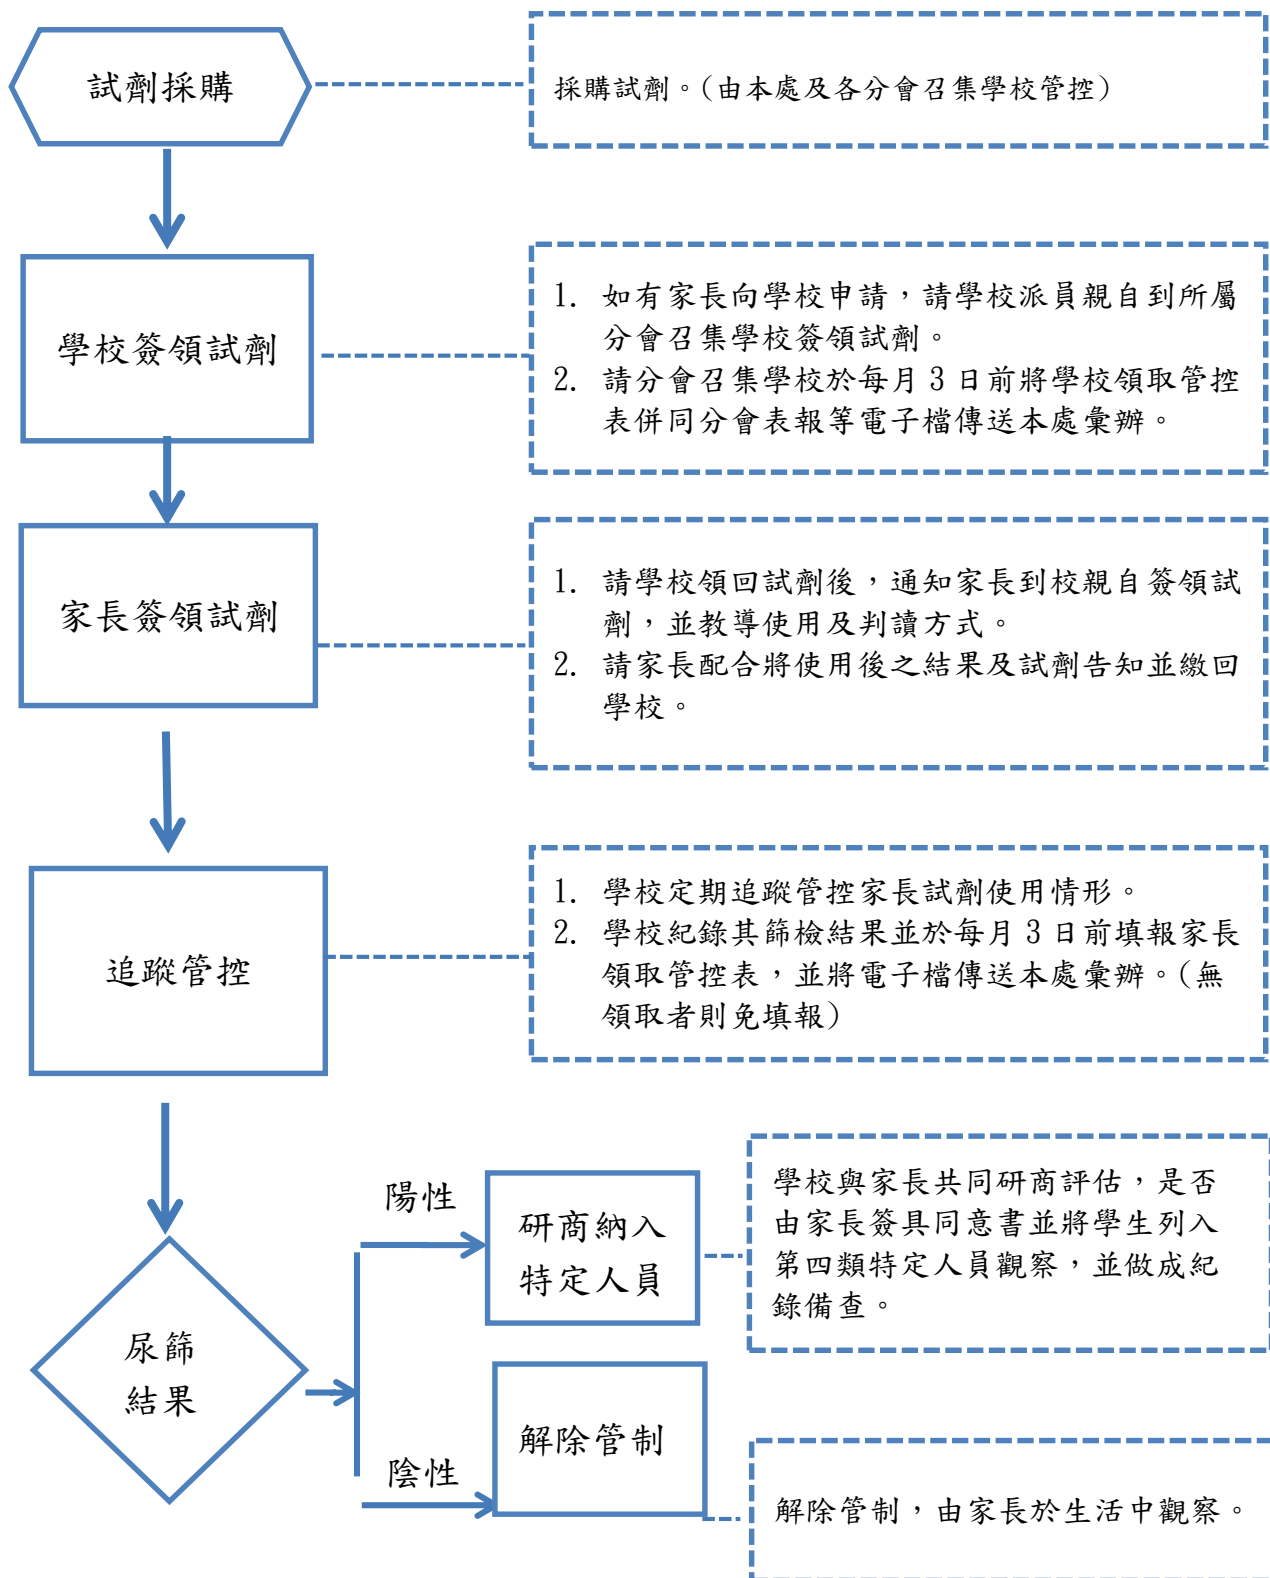 試劑採購
採購試劑。(由本處及各分會召集學校管控)
學校簽領試劑
1. 如有家長向學校申請，請學校派員親自到所屬
分會召集學校簽領試劑。
2. 請分會召集學校於每月 3 日前將學校領取管控
表併同分會表報等電子檔傳送本處彙辦。
家長簽領試劑
1. 請學校領回試劑後，通知家長到校親自簽領試
劑，並教導使用及判讀方式。
2. 請家長配合將使用後之結果及試劑告知並繳回
學校。
追蹤管控
1. 學校定期追蹤管控家長試劑使用情形。
2. 學校紀錄其篩檢結果並於每月 3 日前填報家長
領取管控表，並將電子檔傳送本處彙辦。(無
領取者則免填報)
尿篩
結果
陽性
研商納入
特定人員
學校與家長共同研商評估，是否
由家長簽具同意書並將學生列入
第四類特定人員觀察，並做成紀
錄備查。
陰性
解除管制
解除管制，由家長於生活中觀察。